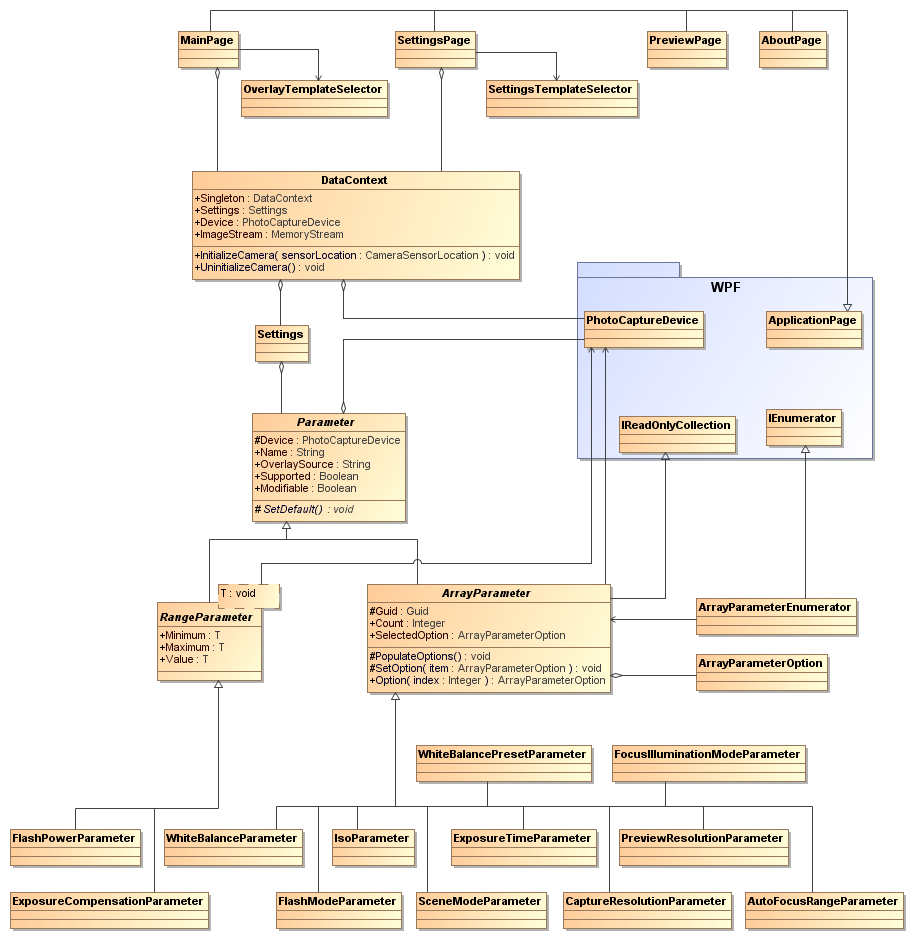 MainPage
SettingsPage
PreviewPage
AboutPage
OverlayTemplateSelector
SettingsTemplateSelector
DataContext
+Singleton : DataContext
+Settings : Settings
+Device : PhotoCaptureDevice
+ImageStream : MemoryStream
+InitializeCamera( sensorLocation : CameraSensorLocation ) : void
+UninitializeCamera() : void
WPF
PhotoCaptureDevice
ApplicationPage
Settings
IReadOnlyCollection
IEnumerator
Parameter
#Device : PhotoCaptureDevice
+Name : String
+OverlaySource : String
+Supported : Boolean
+Modifiable : Boolean
# SetDefault() : void
T : void
RangeParameter
+Minimum : T
+Maximum : T
+Value : T
ArrayParameter
#Guid : Guid
+Count : Integer
+SelectedOption : ArrayParameterOption
#PopulateOptions() : void
#SetOption( item : ArrayParameterOption ) : void
+Option( index : Integer ) : ArrayParameterOption
ArrayParameterEnumerator
ArrayParameterOption
WhiteBalancePresetParameter
FocusIlluminationModeParameter
FlashPowerParameter
WhiteBalanceParameter
IsoParameter
ExposureTimeParameter
PreviewResolutionParameter
ExposureCompensationParameter
FlashModeParameter
SceneModeParameter
CaptureResolutionParameter
AutoFocusRangeParameter